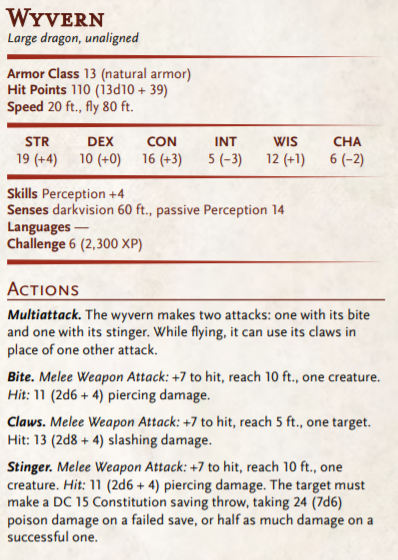 WYVERN
Large dragon, unaligned
Armor Class 13 (natural armor)
Hit Points 110 (13d10 + 39)
Speed 20 ft., fly 80 ft.
STR DEX CON INT WIS CHA
19 (+4) 10 (+0) 16 (+3) 5 (−3) 12 (+1) 6 (−2)
Skills Perception +4
Senses darkvision 60 ft., passive Perception 14
Languages —
Challenge 6 (2,300 XP)
ACTIONS
Multiattack. The wyvern makes two attacks: one with its bite
and one with its stinger. While flying, it can use its claws in
place of one other attack.
Bite. Melee Weapon Attack: +7 to hit, reach 10 ft., one creature.
Hit: 11 (2d6 + 4) piercing damage.
Claws. Melee Weapon Attack: +7 to hit, reach 5 ft., one target.
Hit: 13 (2d8 + 4) slashing damage.
Stinger. Melee Weapon Attack: +7 to hit, reach 10 ft., one
creature. Hit: 11 (2d6 + 4) piercing damage. The target must
make a DC 15 Constitution saving throw, taking 24 (7d6)
poison damage on a failed save, or half as much damage on a
successful one.